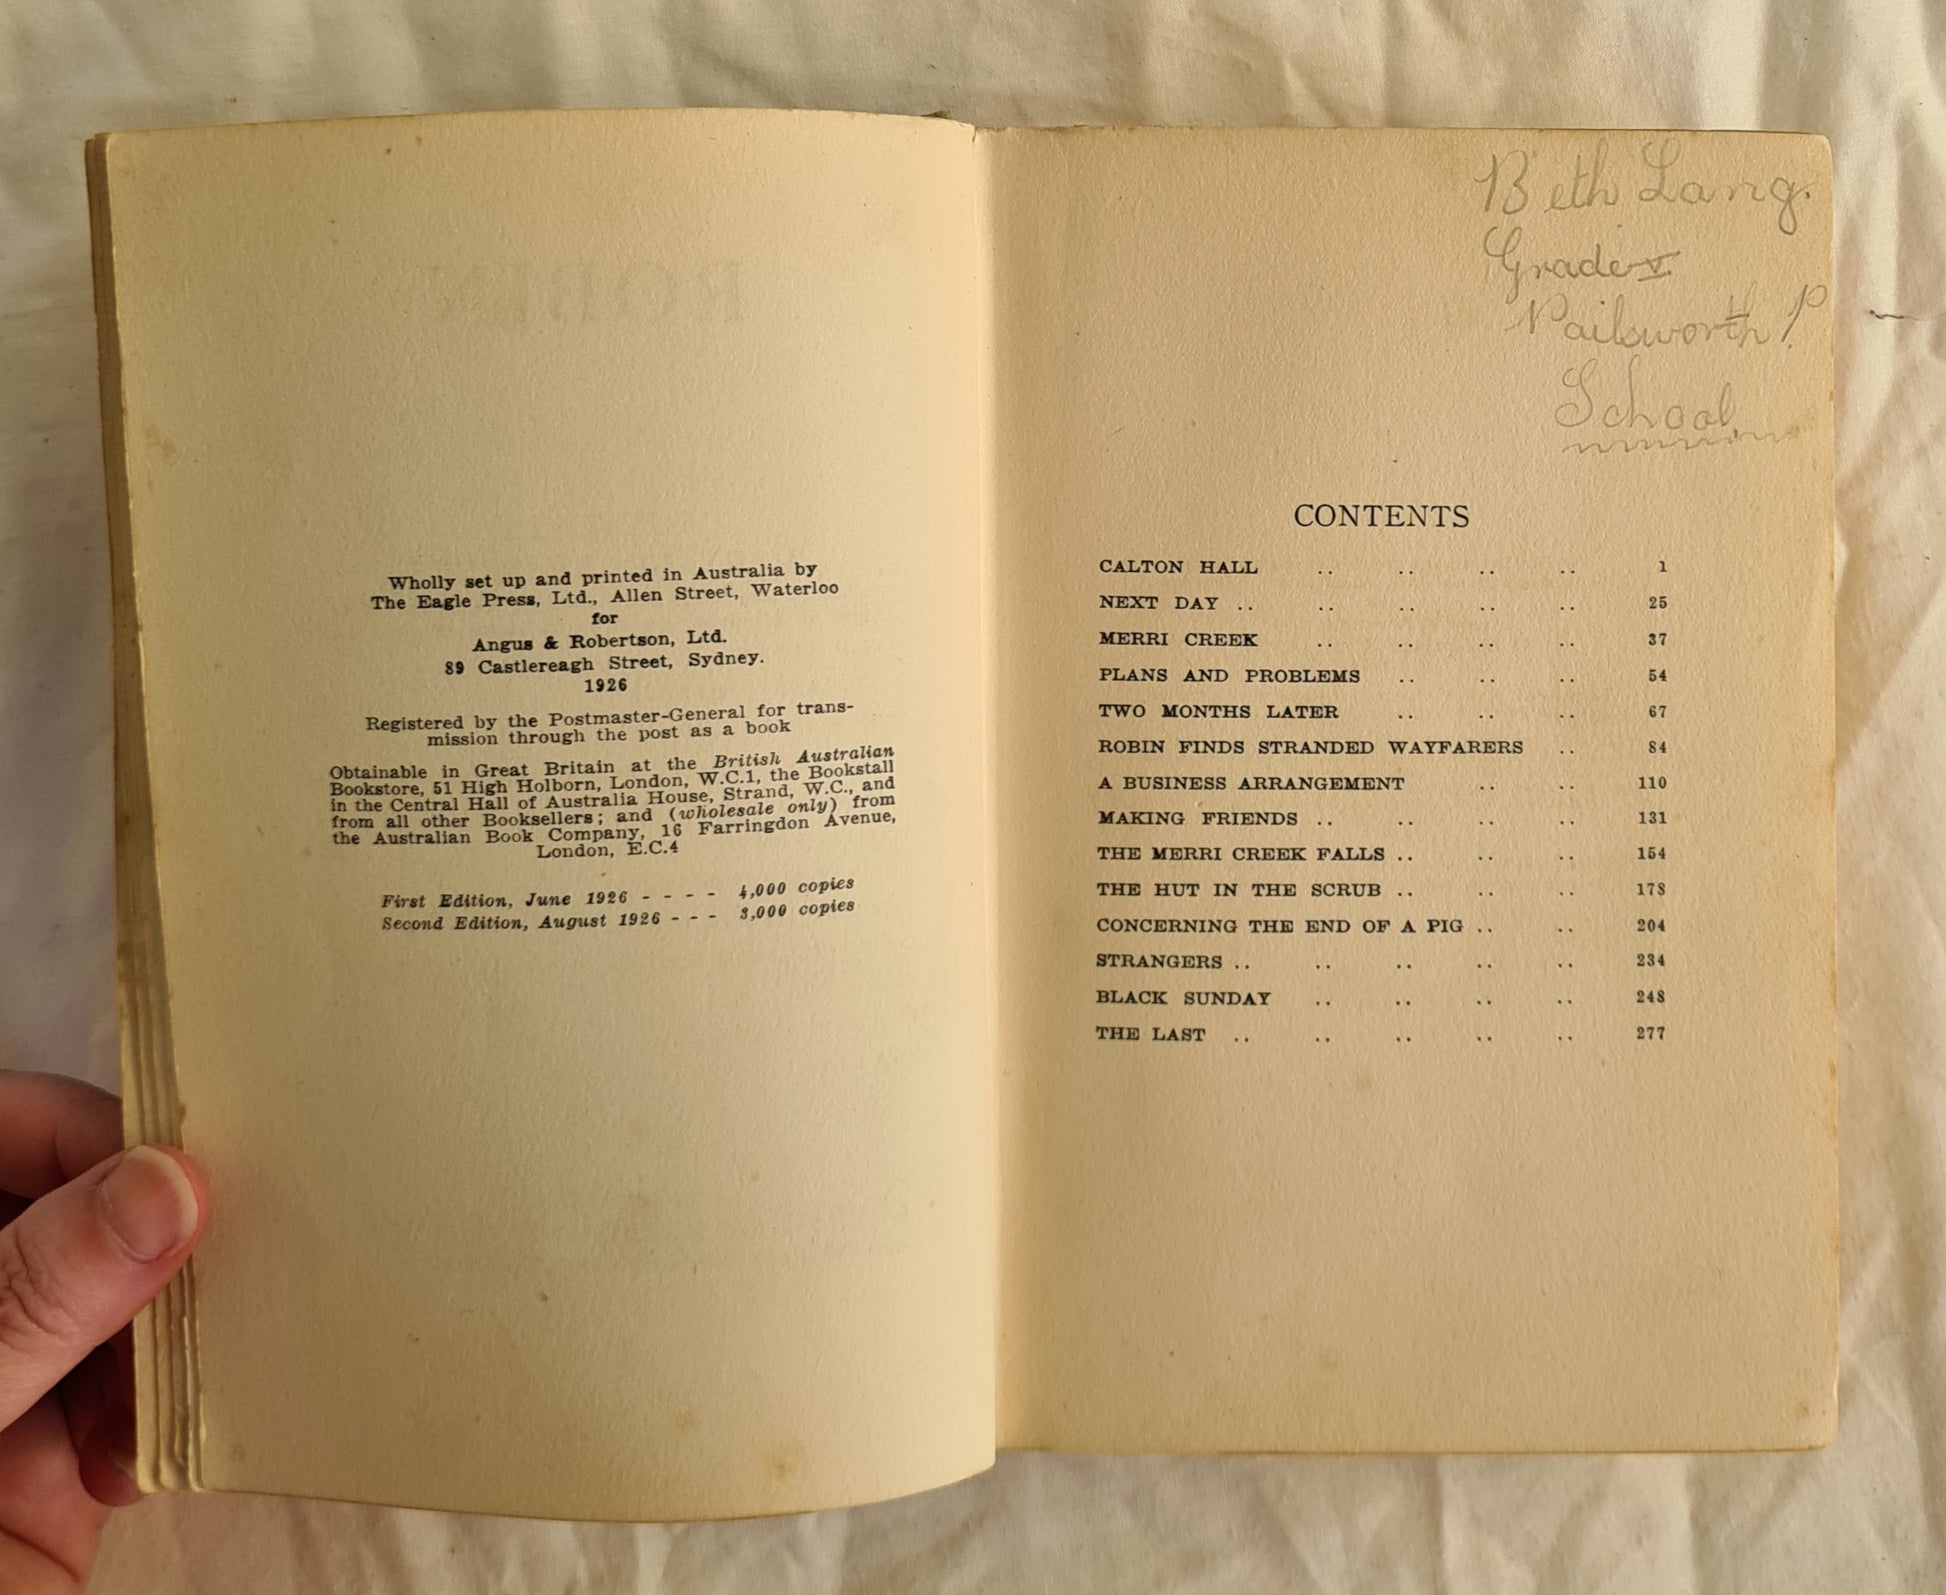 Wholly set up and printed in Australia by
The Eagle Press, Ltd., Allen Street, Waterloo
for
Angus & Robertson, Ltd.
89 Castlereagh Street, Sydney.
1926
Registered by the Postmaster-General for trans-
mission through the post as a book
Obtainable in Great Britain at the British Australian
Bookstore, 51 High Holborn, London, W.C.1, the Bookstall
in the Central Hall of Australia House, Strand, W.C., and
from all other Booksellers; and (wholesale only) from
the Australian Book Company, 16 Farringdon Avenue,
London, E.C.4
First Edition, June 1926 - - - - 4,000 copies
Second Edition, August 1926 - - - 3,000 copies
Beth Lang.
Grade V.
Pailsworth P.
School
CONTENTS
CALTON HALL .. .. .. .. 1
NEXT DAY .. .. .. .. .. 25
MERRI CREEK .. .. .. .. 37
PLANS AND PROBLEMS .. .. .. 54
TWO MONTHS LATER .. .. .. 67
ROBIN FINDS STRANDED WAYFARERS .. 84
A BUSINESS ARRANGEMENT .. .. 110
MAKING FRIENDS .. .. .. .. 131
THE MERRI CREEK FALLS .. .. .. 154
THE HUT IN THE SCRUB .. .. .. 178
CONCERNING THE END OF A PIG .. .. 204
STRANGERS .. .. .. .. .. 234
BLACK SUNDAY .. .. .. .. 248
THE LAST .. .. .. .. .. 277